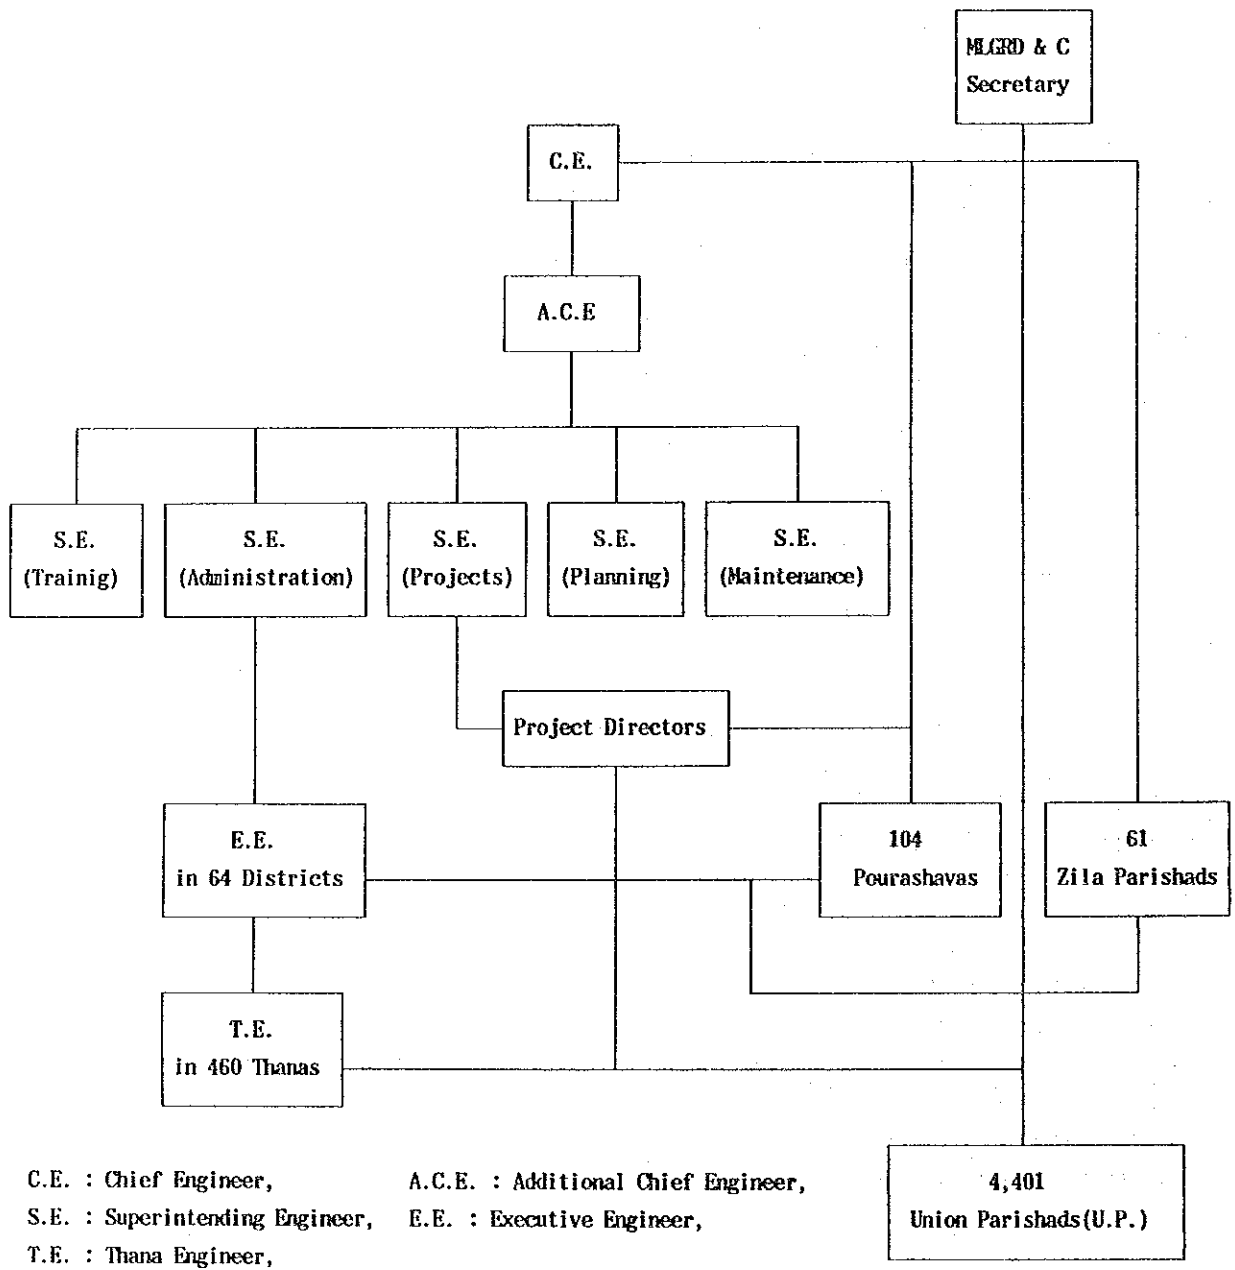 MLGRD & C
Secretary
C.E.
A.C.E
S.E.
(Trainig)
S.E.
(Administration)
S.E.
(Projects)
S.E.
(Planning)
S.E.
(Maintenance)
Project Directors
E.E.
in 64 Districts
104
Pourashavas
61
Zila Parishads
T.E.
in 460 Thanas
4,401
Union Parishads(U.P.)
C.E. : Chief Engineer, A.C.E. : Additional Chief Engineer,
S.E. : Superintending Engineer, E.E. : Executive Engineer,
T.E. : Thana Engineer,